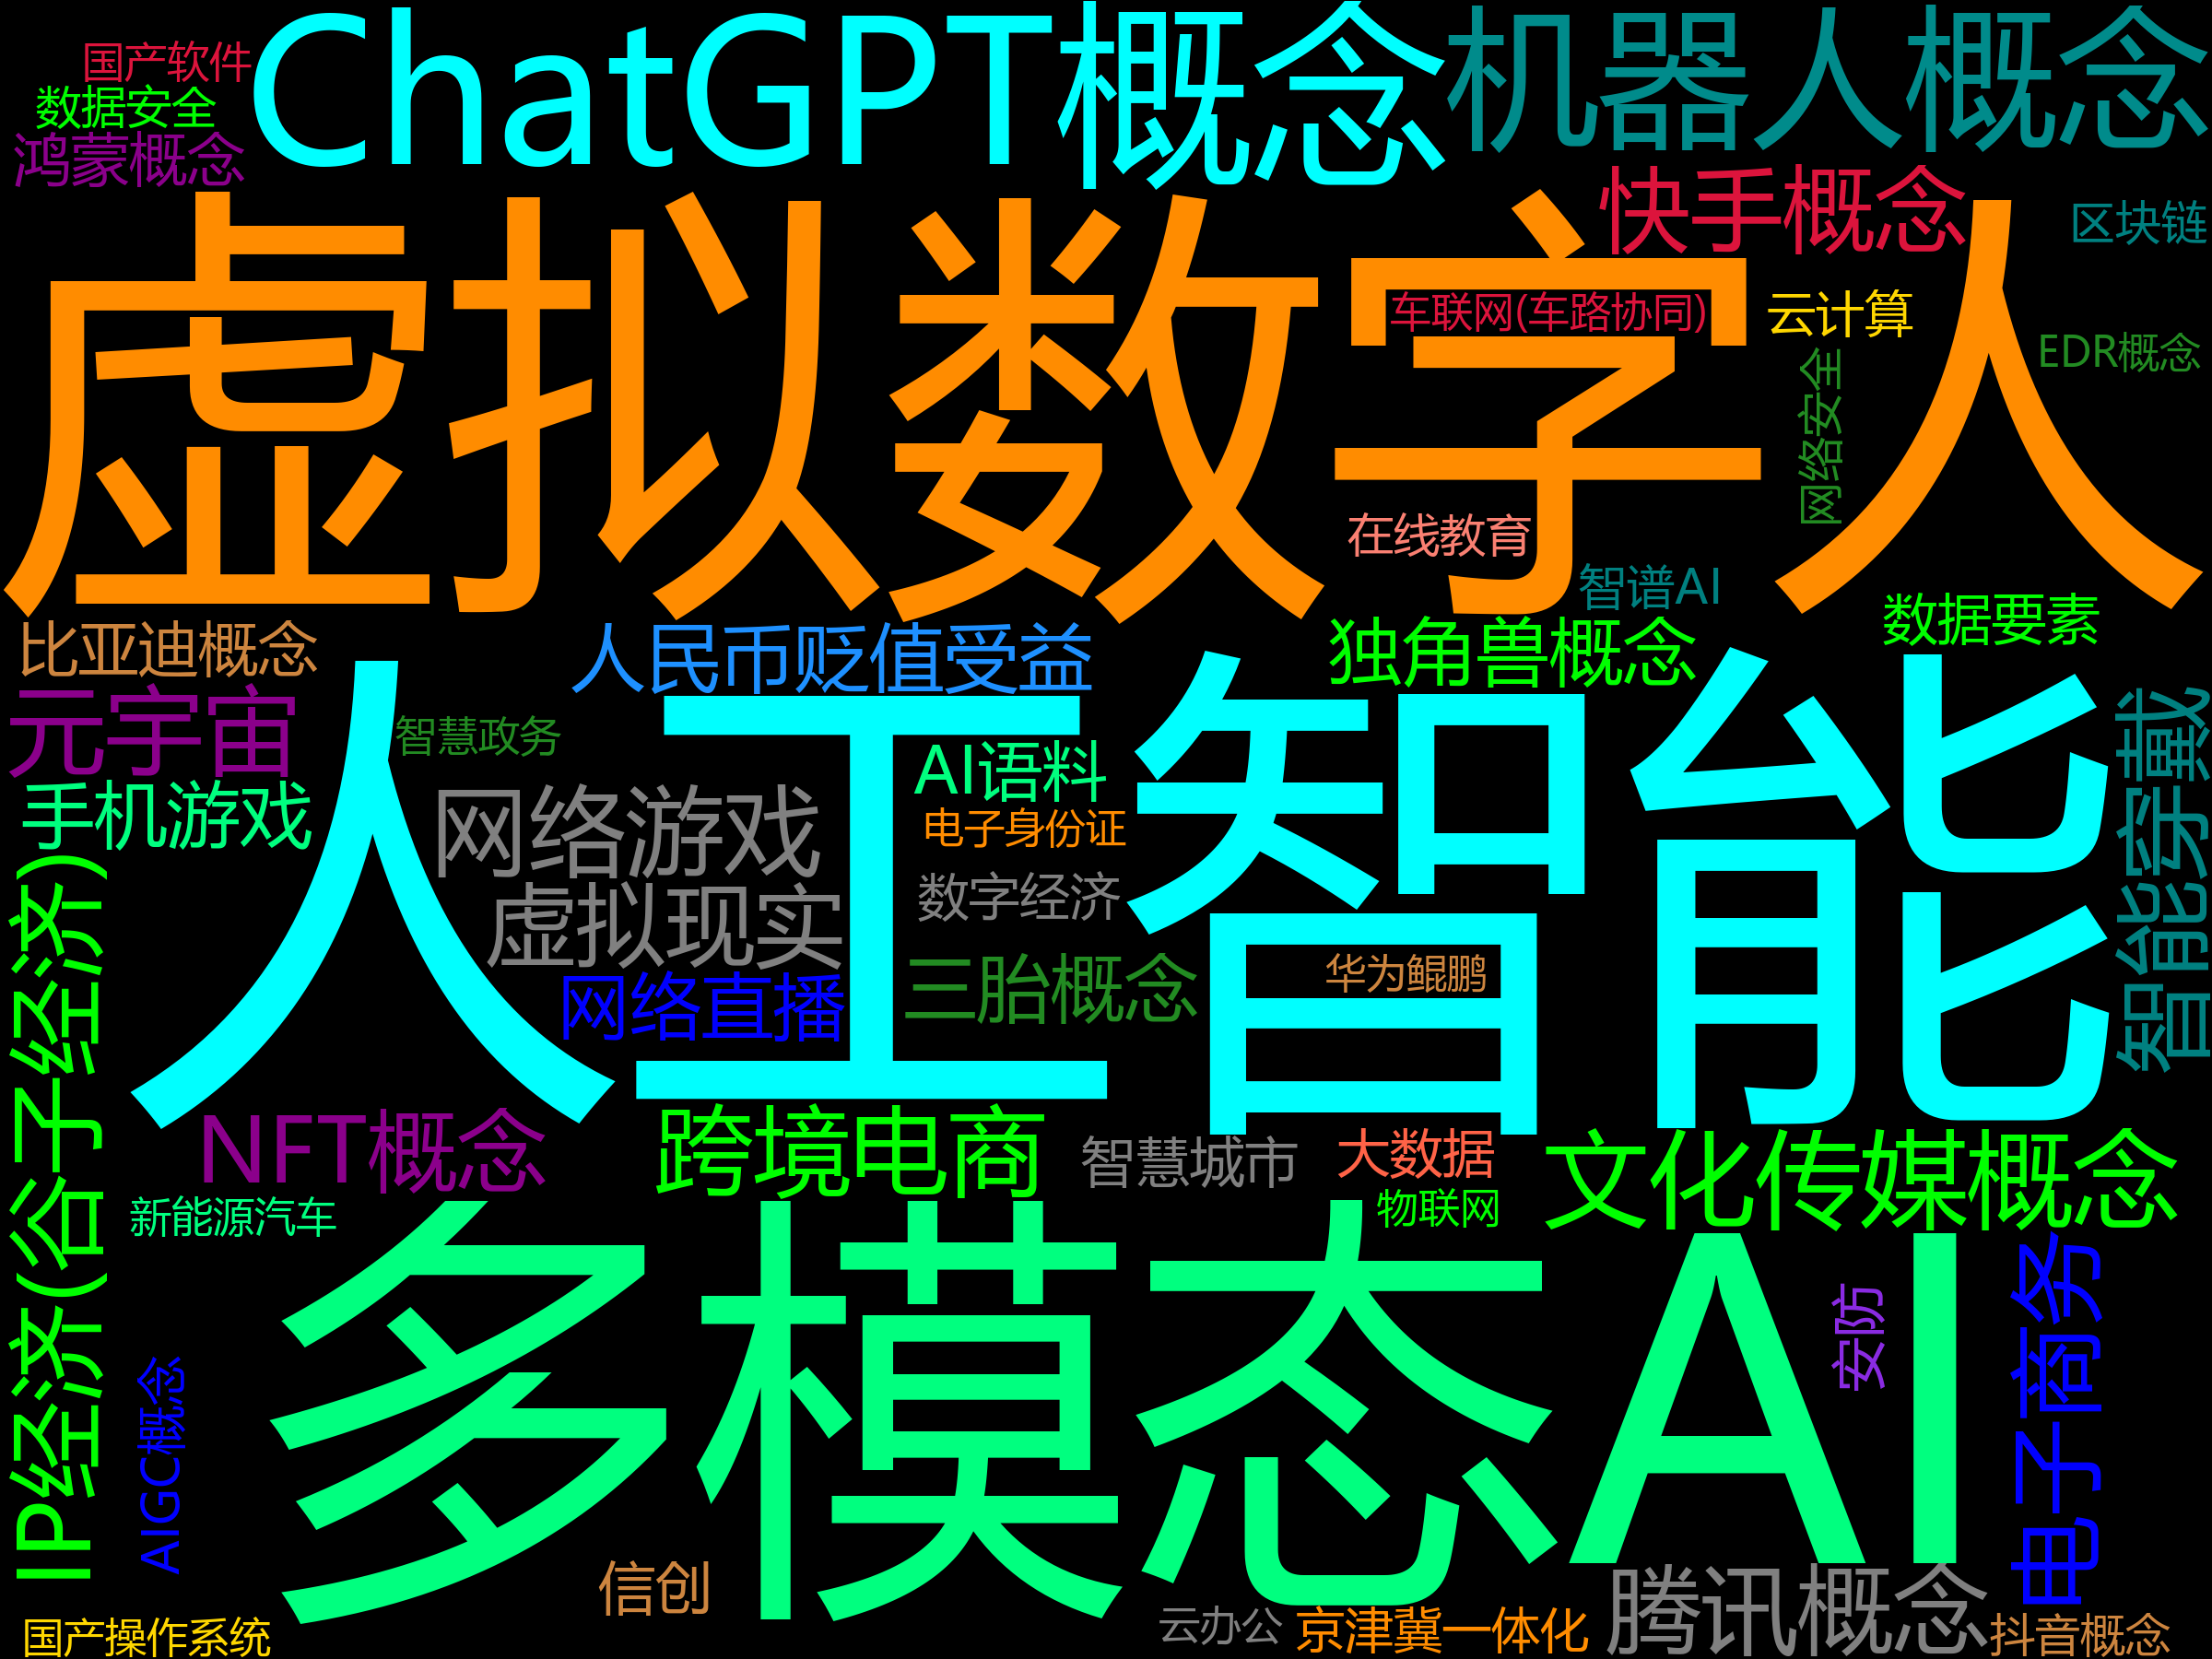 ChatGPT概念
机器人概念
国产软件
数据安全
鸿蒙概念
快手概念
区块链
虚拟数字人
车联网(车路协同)
云计算
EDR概念
网络安全
在线教育
智谱AI
数据要素
比亚迪概念
人民币贬值受益
独角兽概念
元宇宙
智慧政务
人工智能
AI语料
智能穿戴
手机游戏
网络游戏
电子身份证
虚拟现实
数字经济
网络直播
三胎概念
华为鲲鹏
IP经济(谷子经济)
NFT概念
跨境电商
智慧城市
大数据
文化传媒概念
新能源汽车
物联网
多模态AI
安防
电子商务
AIGC概念
信创
腾讯概念
国产操作系统
云办公
京津冀一体化
抖音概念